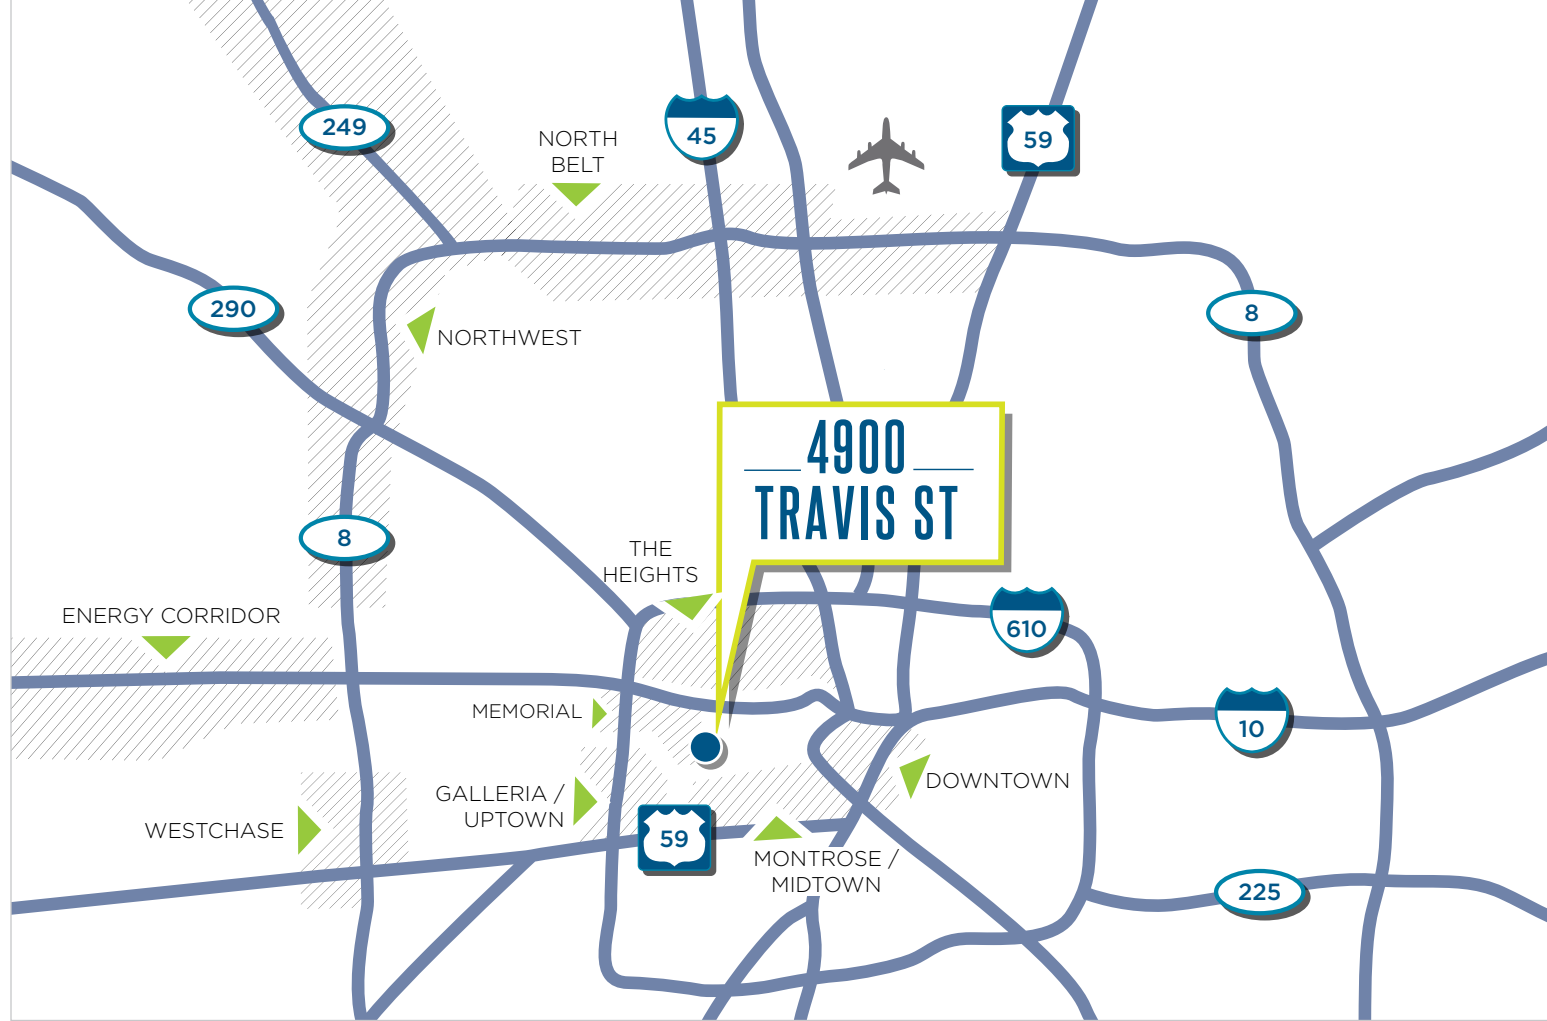 249
45
59
NORTH
BELT
290
8
NORTHWEST
4900
TRAVIS ST
8
THE
HEIGHTS
ENERGY CORRIDOR
610
MEMORIAL
10
DOWNTOWN
GALLERIA /
UPTOWN
WESTCHASE
59
MONTROSE /
MIDTOWN
225